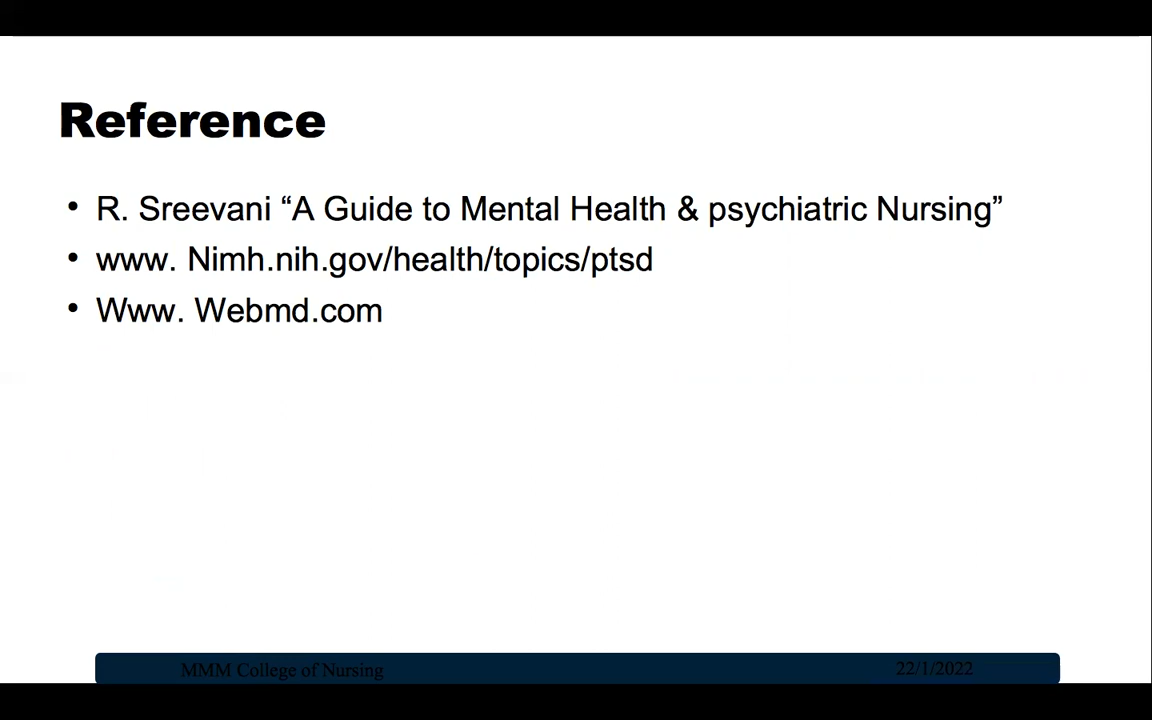 Reference
• R. Sreevani “A Guide to Mental Health & psychiatric Nursing”
• www. Nimh.nih.gov/health/topics/ptsd
• Www. Webmd.com
MMM College of Nursing 22/1/2022